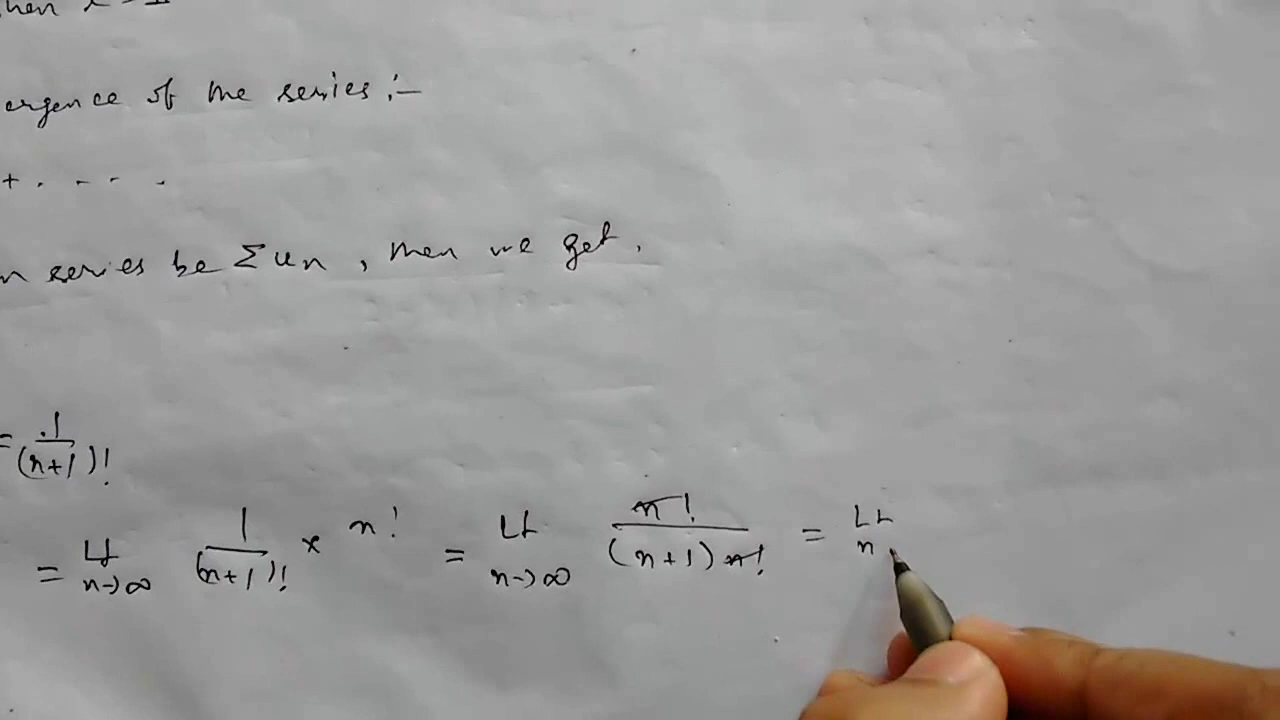 ergence of the series :-
+ . - - .
n series be Σun , then we get,
= 1/(n+1)!
= Lt n→∞ 1/(n+1)! × n! = Lt n→∞ n!/(n+1) n! = Lt n